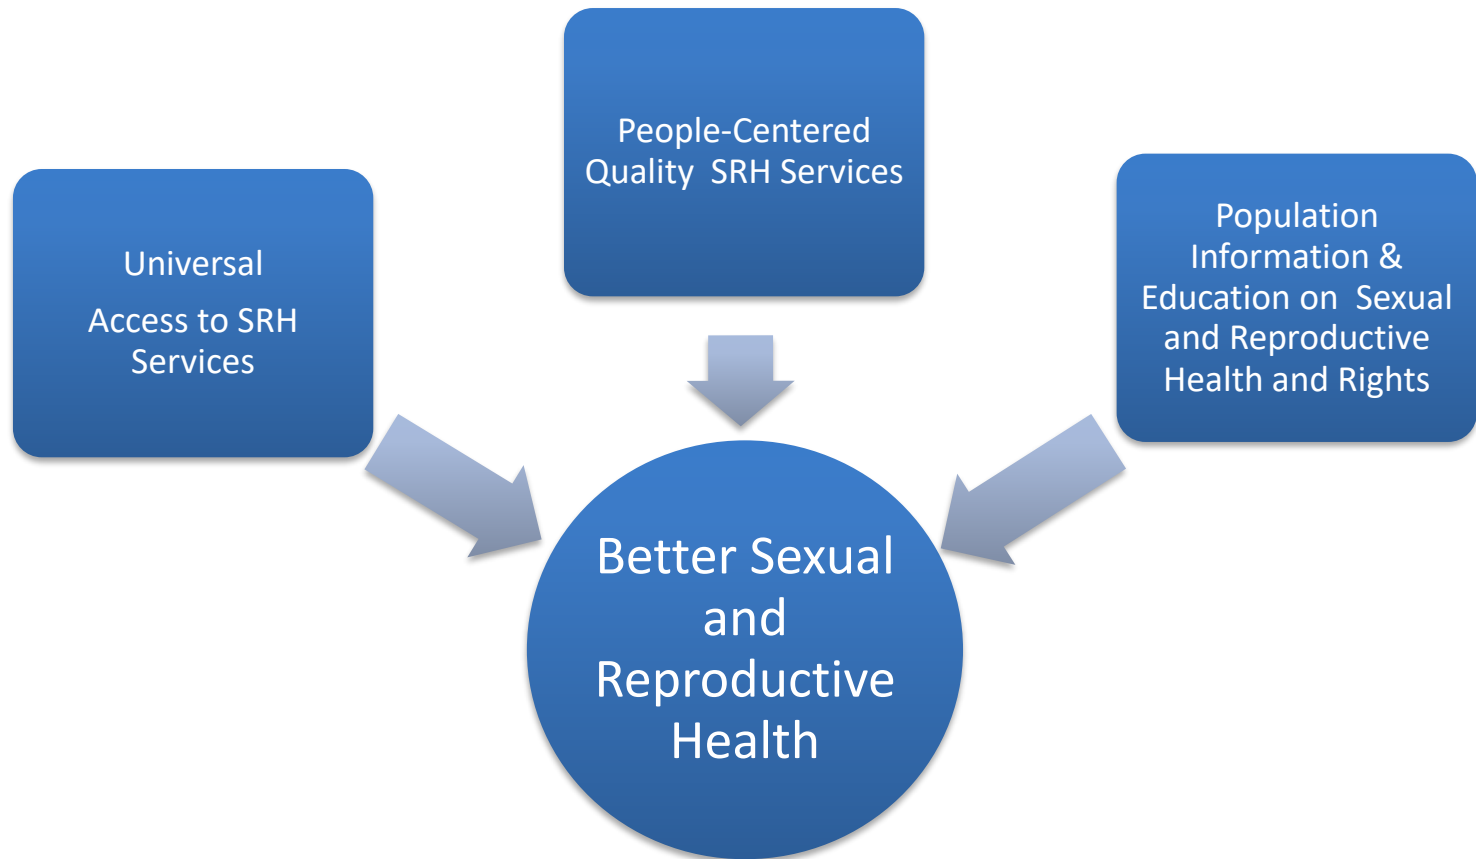 Universal
Access to SRH
Services
People-Centered
Quality  SRH Services
Population
Information &
Education on  Sexual
and Reproductive
Health and Rights
Better Sexual
and
Reproductive
Health